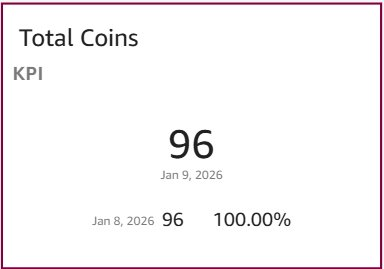 Total Coins
KPI
96
Jan 9, 2026
Jan 8, 2026 96 100.00%